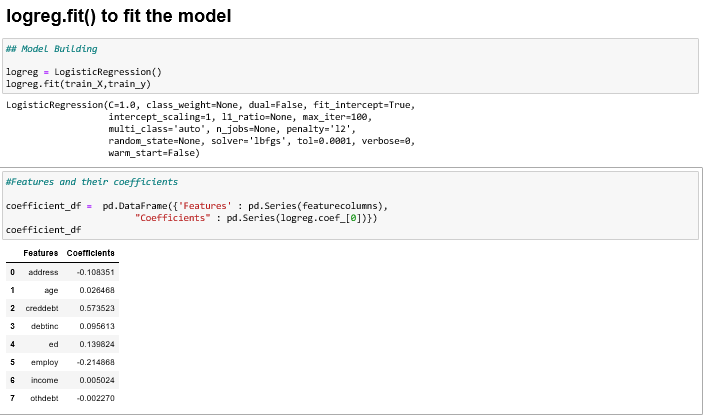 logreg.fit() to fit the model
## Model Building
logreg = LogisticRegression()
logreg.fit(train_X,train_y)
LogisticRegression(C=1.0, class_weight=None, dual=False, fit_intercept=True,
intercept_scaling=1, l1_ratio=None, max_iter=100,
multi_class='auto', n_jobs=None, penalty='l2',
random_state=None, solver='lbfgs', tol=0.0001, verbose=0,
warm_start=False)
#Features and their coefficients
coefficient_df =  pd.DataFrame({'Features' : pd.Series(featurecolumns),
"Coefficients" : pd.Series(logreg.coef_[0])})
coefficient_df
Features Coefficients
0 address -0.108351
1 age 0.026468
2 creddebt 0.573523
3 debtinc 0.095613
4 ed 0.139824
5 employ -0.214868
6 income 0.005024
7 othdebt -0.002270